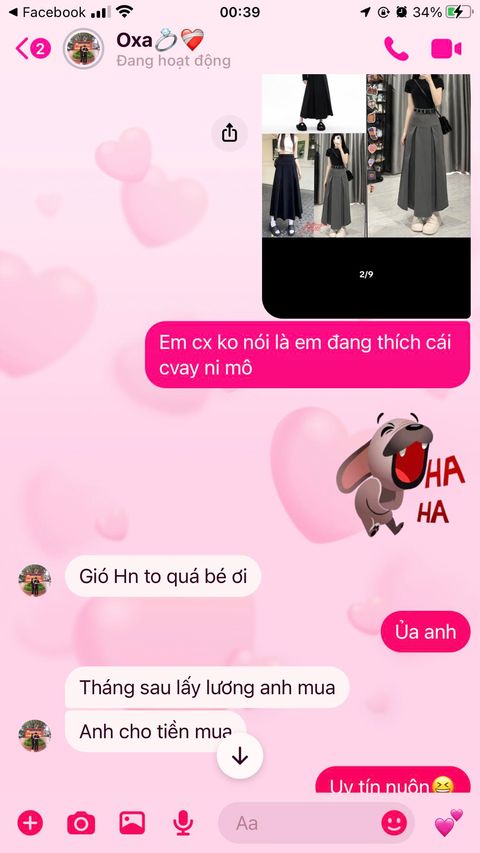 Facebook
00:39
34%
2
Oxa💍❤️‍🩹
Đang hoạt động
2/9
Em cx ko nói là em đang thích cái
cvay ni mô
HA
HA
Gió Hn to quá bé ơi
Ủa anh
Tháng sau lấy lương anh mua
Anh cho tiền mua
Uy tín nuôn😆
Aa